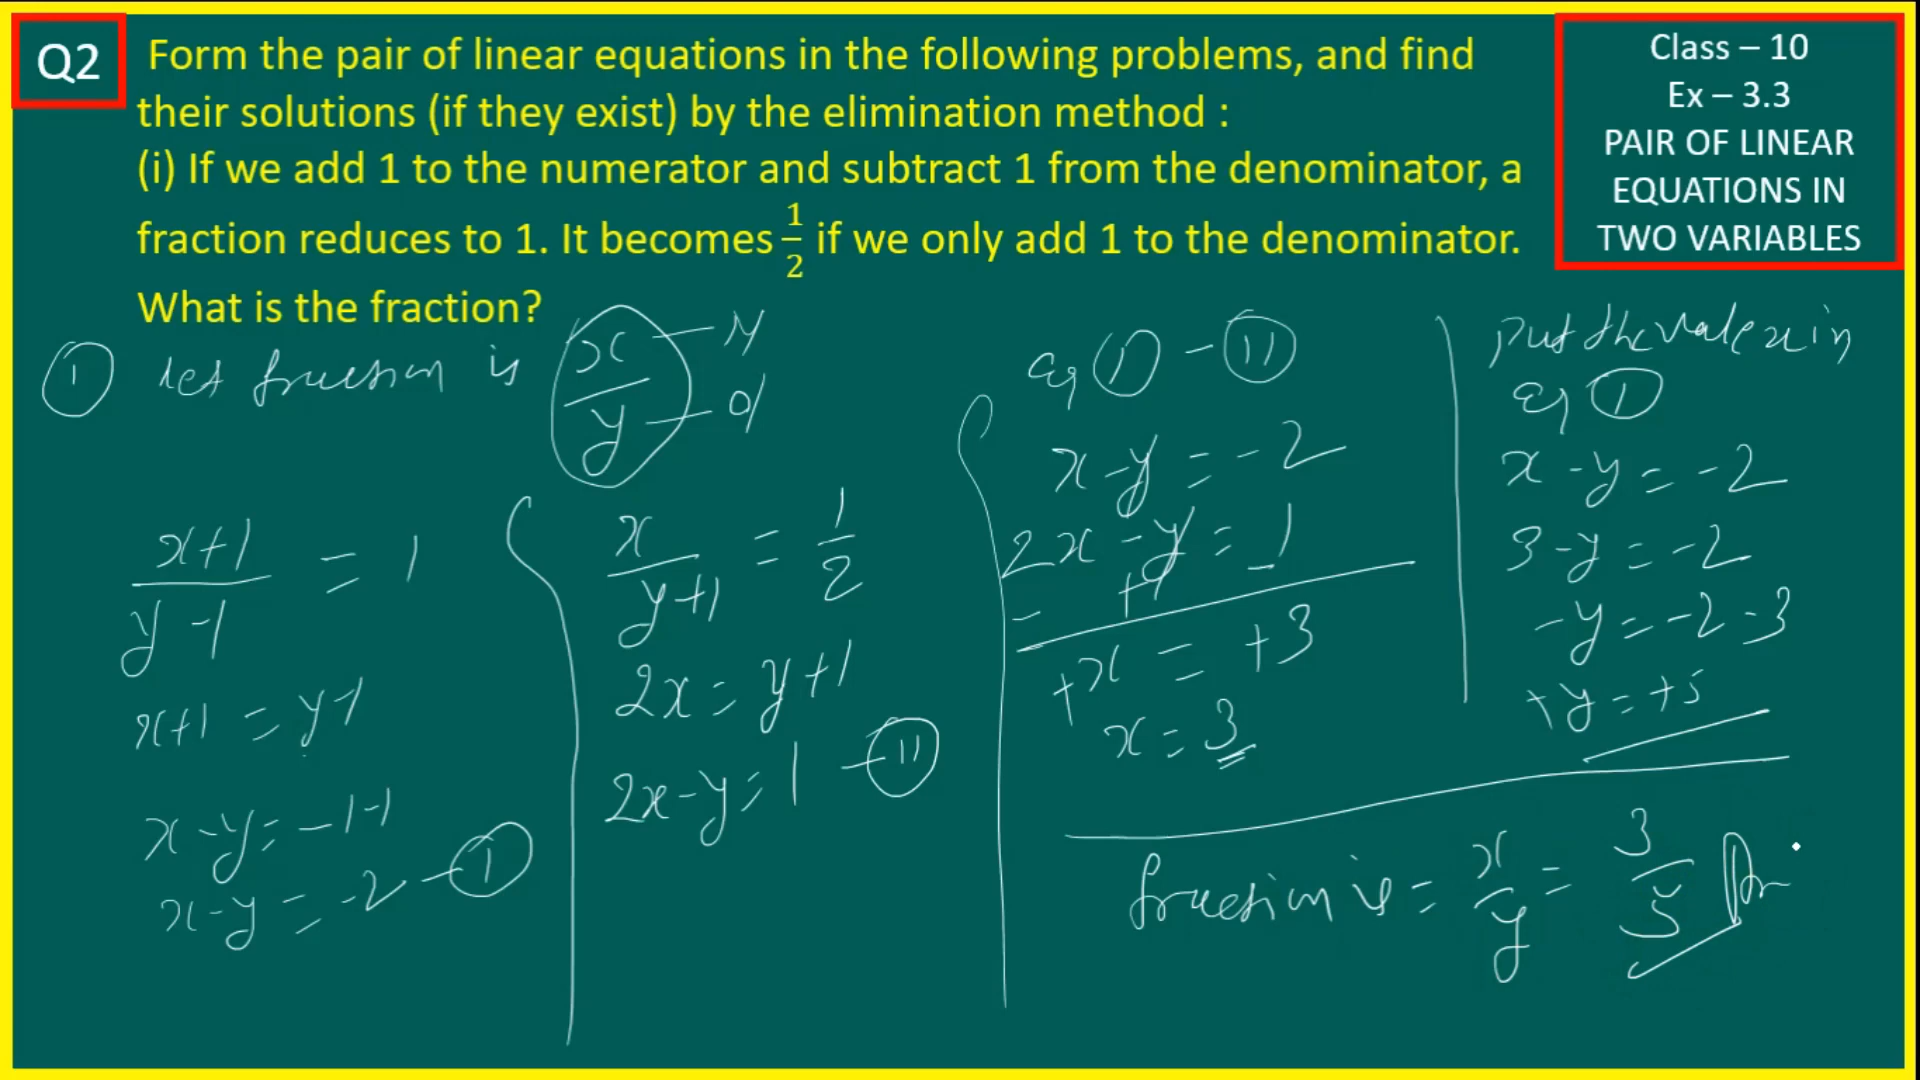 Q2
Form the pair of linear equations in the following problems, and find
their solutions (if they exist) by the elimination method :
(i) If we add 1 to the numerator and subtract 1 from the denominator, a
fraction reduces to 1. It becomes 1/2 if we only add 1 to the denominator.
What is the fraction?
Class – 10
Ex – 3.3
PAIR OF LINEAR
EQUATIONS IN
TWO VARIABLES
(1) let fraction is x/y
N
d
(x+1)/(y-1) = 1
x+1 = y-1
x-y = -1-1
x-y = -2 - (I)
x/(y+1) = 1/2
2x = y+1
2x-y = 1 - (II)
eq (I) - (II)
x-y = -2
2x-y = 1
- + -
+x = +3
x = 3
put the value x in
eq (I)
x-y = -2
3-y = -2
-y = -2-3
+y = +5
fraction is = x/y = 3/5